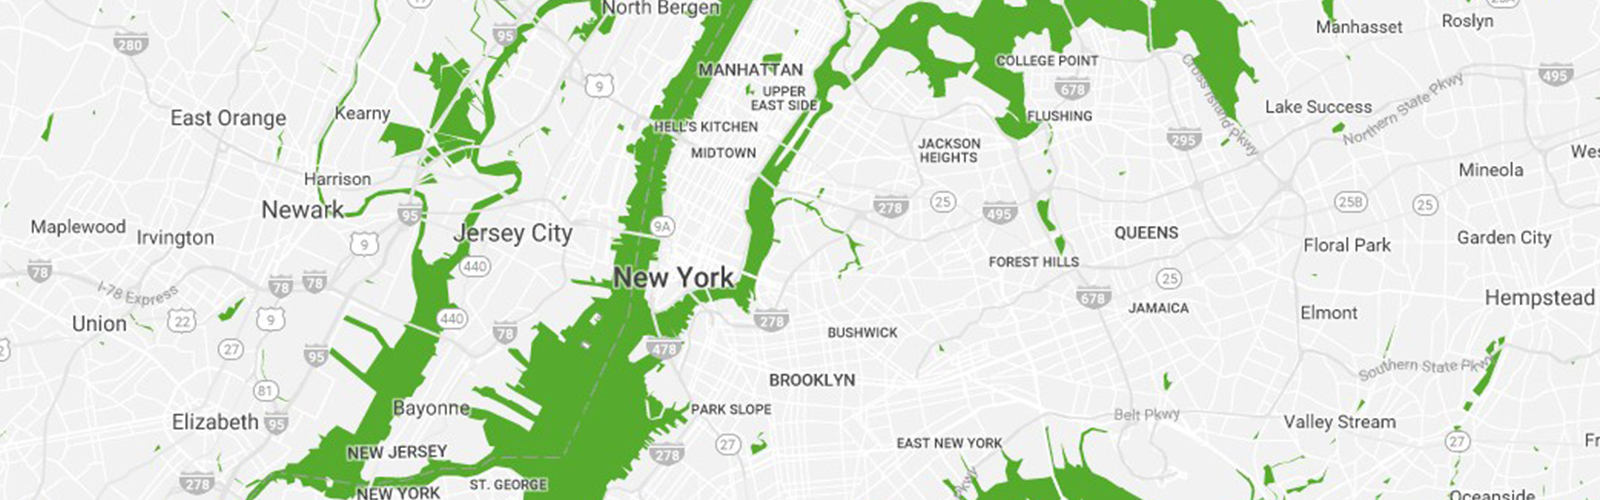 North Bergen
17
95
280
9
East Orange
Kearny
Harrison
Newark
95
Maplewood
Irvington
9
Jersey City
440
78
78
78
I-78 Express
Union
22
9
27
95
81
440
78
Elizabeth
95
Bayonne
NEW JERSEY
278
NEW YORK
ST. GEORGE
MANHATTAN
UPPER
EAST SIDE
HELL'S KITCHEN
MIDTOWN
9A
New York
278
478
BUSHWICK
BROOKLYN
PARK SLOPE
27
278
EAST NEW YORK
Pkwy
COLLEGE POINT
678
FLUSHING
JACKSON
HEIGHTS
278
25
495
FOREST HILLS
QUEENS
25
678
JAMAICA
Belt Pkwy
Cross Island Pkwy
295
Manhasset
Roslyn
495
Lake Success
Northern State Pkwy
Mineola
Wes
25B
25
Floral Park
Garden City
Hempstead
Elmont
Southern State Pkwy
Valley Stream
27
Fr
Oceanside